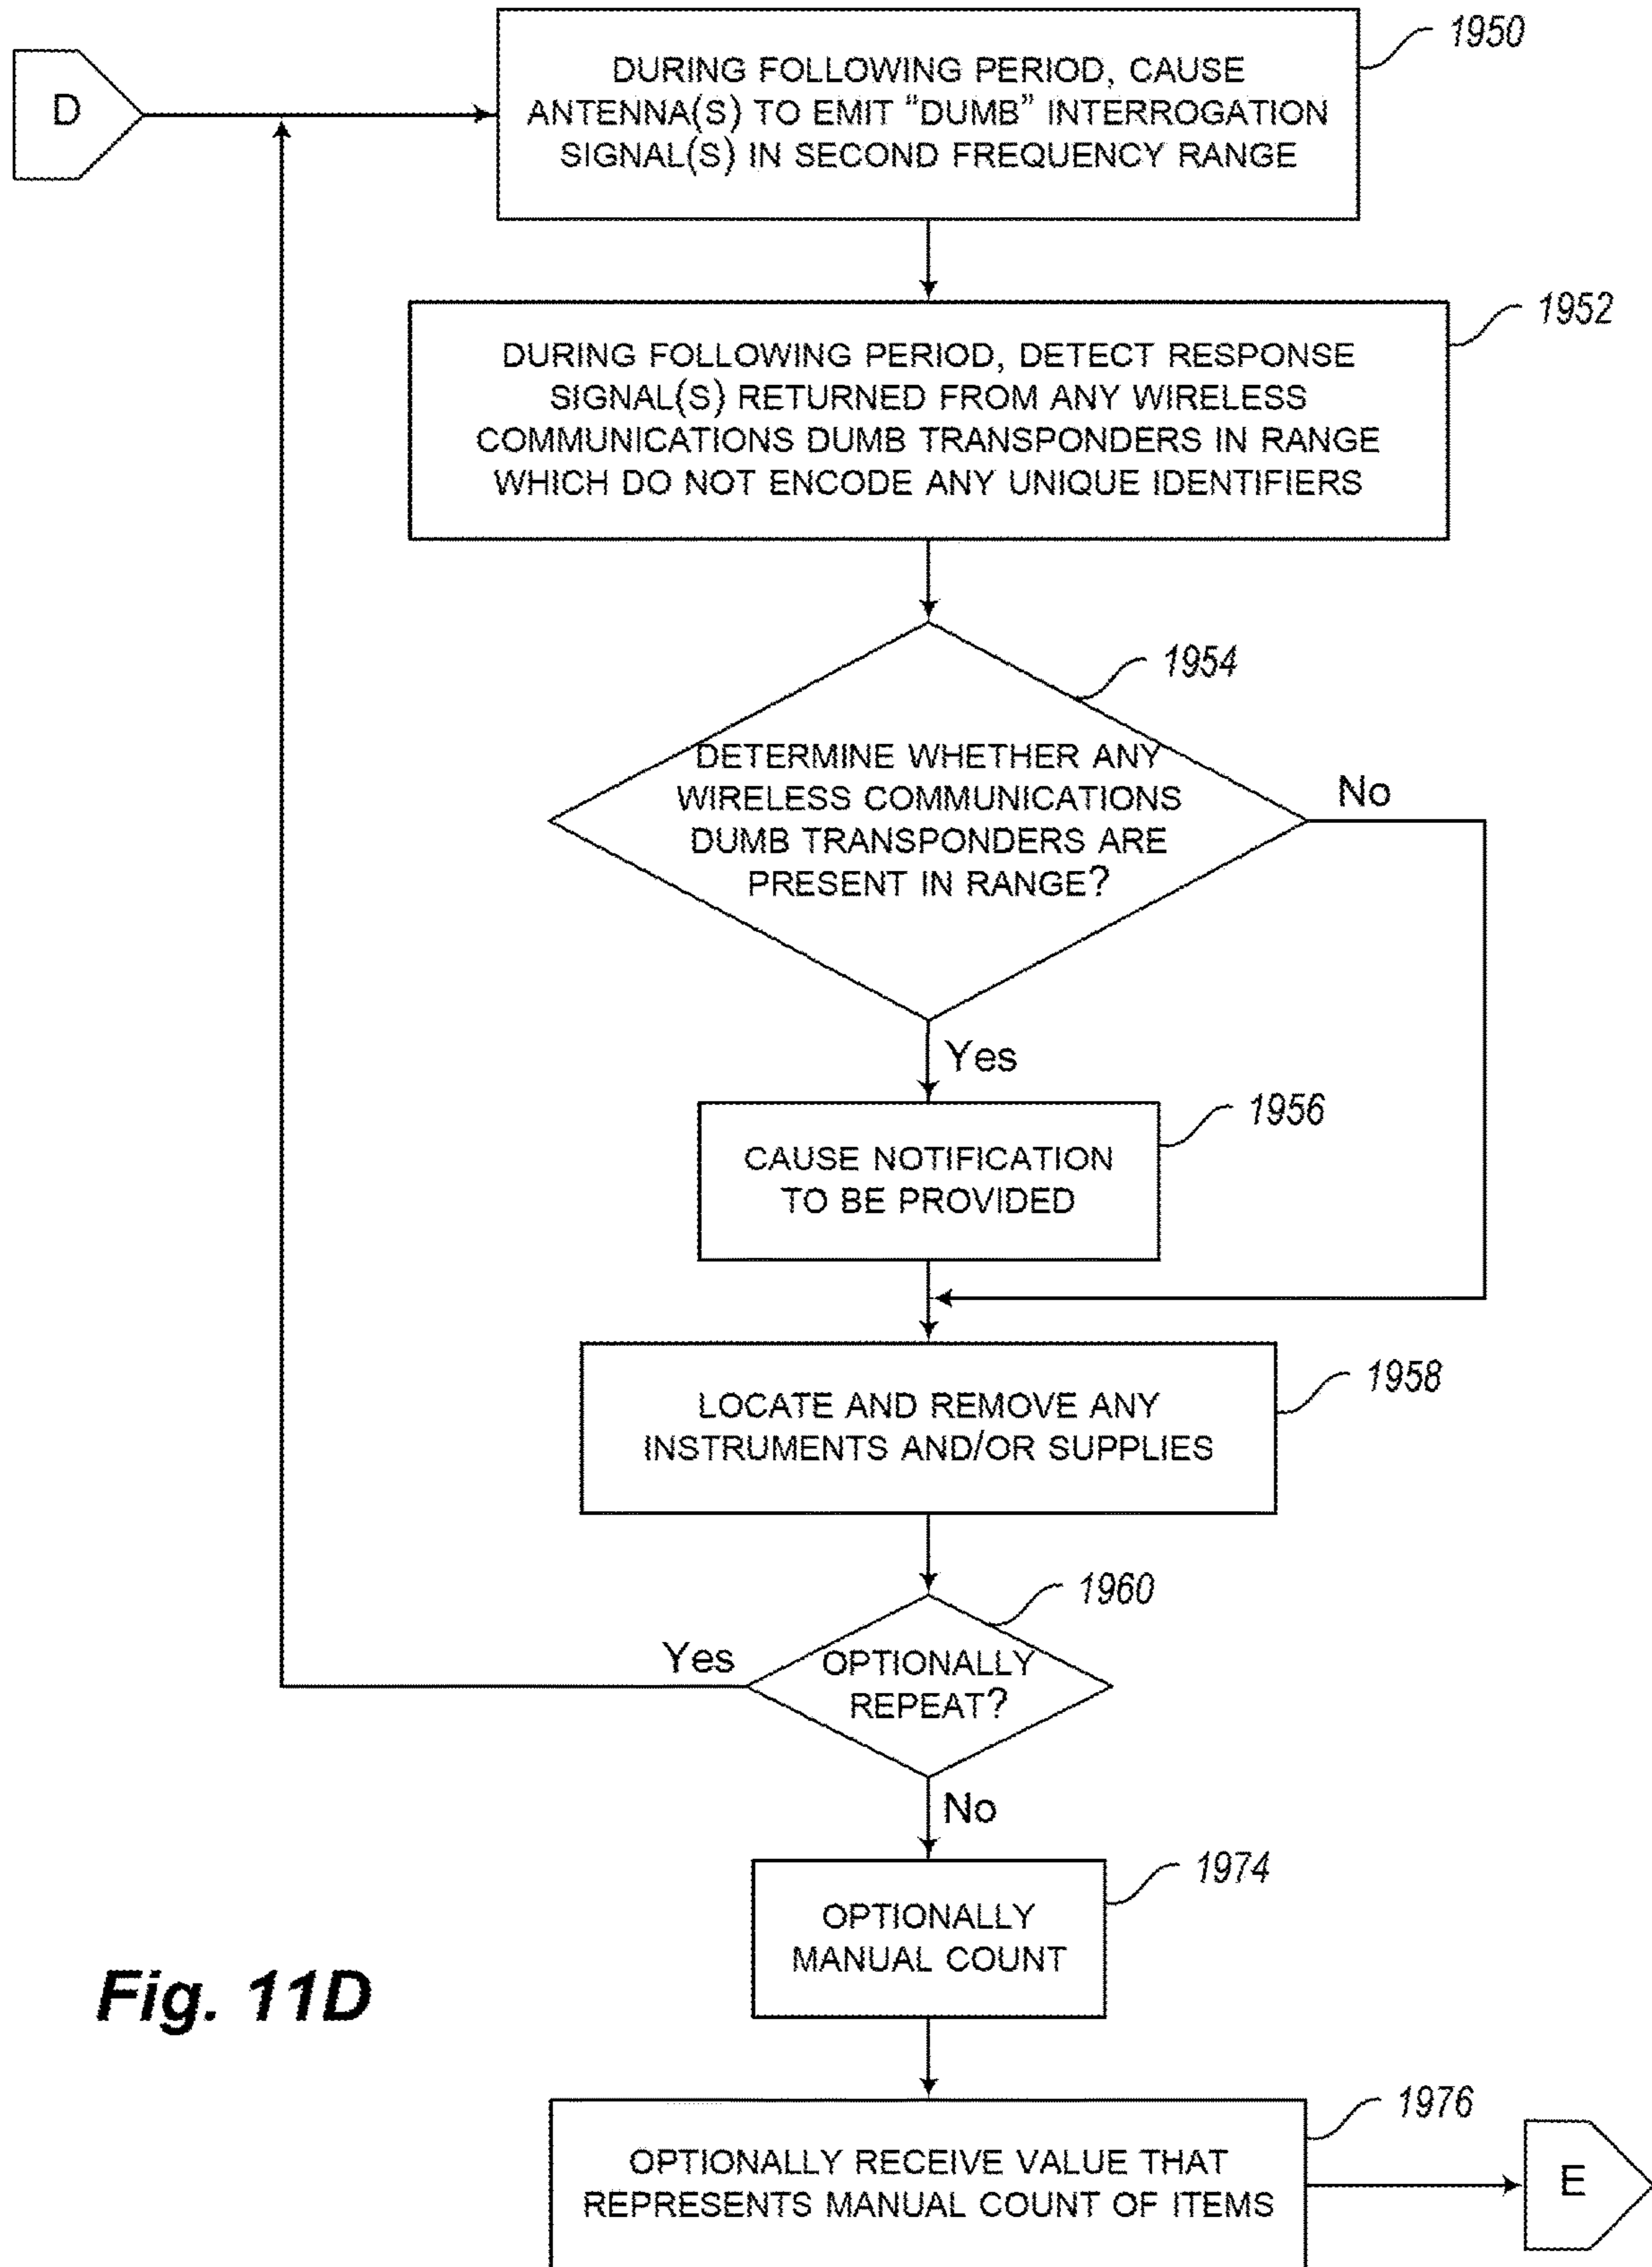 D
1950
DURING FOLLOWING PERIOD, CAUSE
ANTENNA(S) TO EMIT "DUMB" INTERROGATION
SIGNAL(S) IN SECOND FREQUENCY RANGE
1952
DURING FOLLOWING PERIOD, DETECT RESPONSE
SIGNAL(S) RETURNED FROM ANY WIRELESS
COMMUNICATIONS DUMB TRANSPONDERS IN RANGE
WHICH DO NOT ENCODE ANY UNIQUE IDENTIFIERS
1954
DETERMINE WHETHER ANY
WIRELESS COMMUNICATIONS
DUMB TRANSPONDERS ARE
PRESENT IN RANGE?
No
Yes
1956
CAUSE NOTIFICATION
TO BE PROVIDED
1958
LOCATE AND REMOVE ANY
INSTRUMENTS AND/OR SUPPLIES
1960
OPTIONALLY
REPEAT?
Yes
No
1974
OPTIONALLY
MANUAL COUNT
Fig. 11D
1976
OPTIONALLY RECEIVE VALUE THAT
REPRESENTS MANUAL COUNT OF ITEMS
E